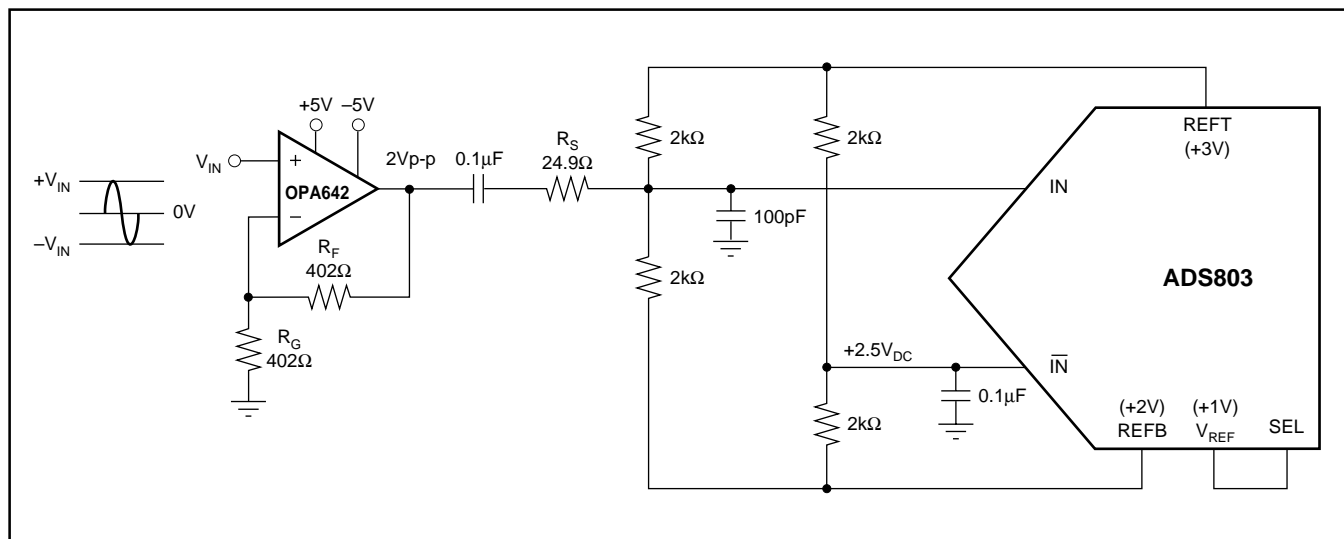 +V_IN
0V
–V_IN
V_IN
+5V
–5V
+
–
OPA642
2Vp-p
0.1µF
R_S
24.9Ω
R_F
402Ω
R_G
402Ω
2kΩ
2kΩ
2kΩ
2kΩ
100pF
+2.5V_DC
0.1µF
REFT
(+3V)
IN
ADS803
I̅N̅
(+2V)
REFB
(+1V)
V_REF
SEL